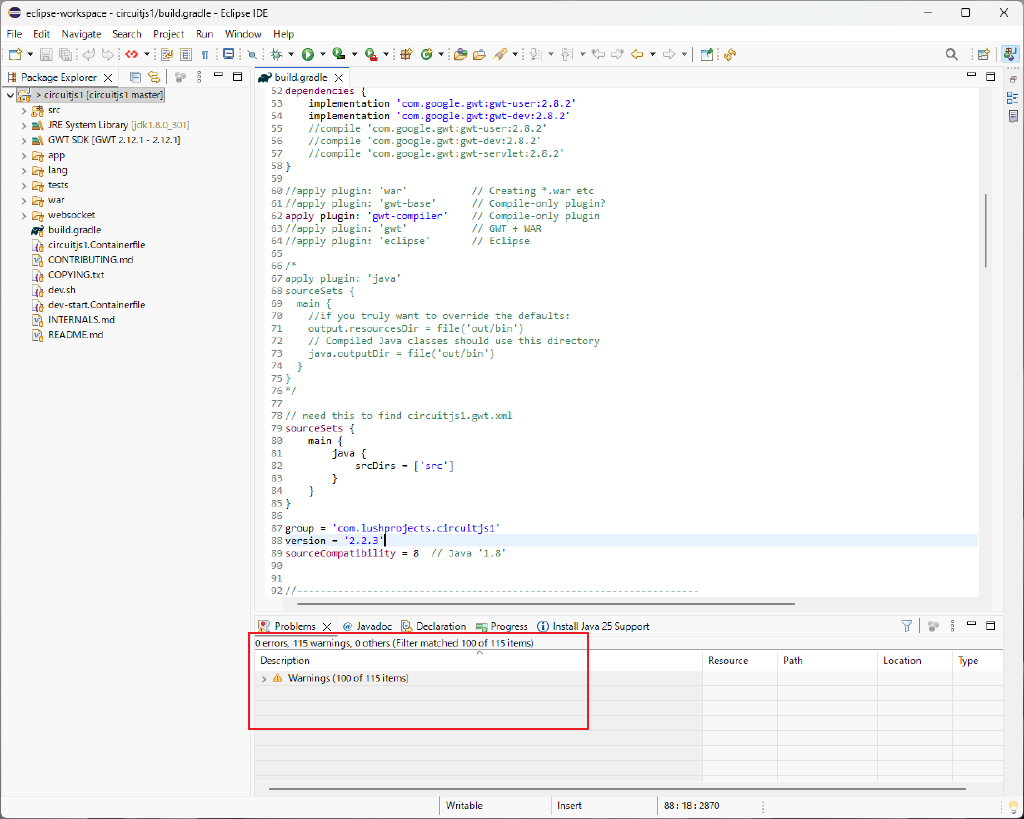 eclipse-workspace - circuitjs1/build.gradle - Eclipse IDE
File Edit Navigate Search Project Run Window Help
Package Explorer
> circuitjs1 [circuitjs1 master]
src
JRE System Library [jdk1.8.0_301]
GWT SDK [GWT 2.12.1 - 2.12.1]
app
lang
tests
war
websocket
build.gradle
circuitjs1.Containerfile
CONTRIBUTING.md
COPYING.txt
dev.sh
dev-start.Containerfile
INTERNALS.md
README.md
build.gradle
52 dependencies {
53 implementation 'com.google.gwt:gwt-user:2.8.2'
54 implementation 'com.google.gwt:gwt-dev:2.8.2'
55 //compile 'com.google.gwt:gwt-user:2.8.2'
56 //compile 'com.google.gwt:gwt-dev:2.8.2'
57 //compile 'com.google.gwt:gwt-servlet:2.8.2'
58 }
59
60 //apply plugin: 'war' // Creating *.war etc
61 //apply plugin: 'gwt-base' // Compile-only plugin?
62 apply plugin: 'gwt-compiler' // Compile-only plugin
63 //apply plugin: 'gwt' // GWT + WAR
64 //apply plugin: 'eclipse' // Eclipse
65
66 /*
67 apply plugin: 'java'
68 sourceSets {
69 main {
70 //if you truly want to override the defaults:
71 output.resourcesDir = file('out/bin')
72 // Compiled Java classes should use this directory
73 java.outputDir = file('out/bin')
74 }
75 }
76 */
77
78 // need this to find circuitjs1.gwt.xml
79 sourceSets {
80 main {
81 java {
82 srcDirs = ['src']
83 }
84 }
85 }
86
87 group = 'com.lushprojects.circuitjs1'
88 version = '2.2.3'
89 sourceCompatibility = 8 // Java '1.8'
90
91
92 //----------------------------------------------------------------------
Problems Javadoc Declaration Progress Install Java 25 Support
0 errors, 115 warnings, 0 others (Filter matched 100 of 115 items)
Description Resource Path Location Type
Warnings (100 of 115 items)
Writable Insert 88 : 18 : 2870